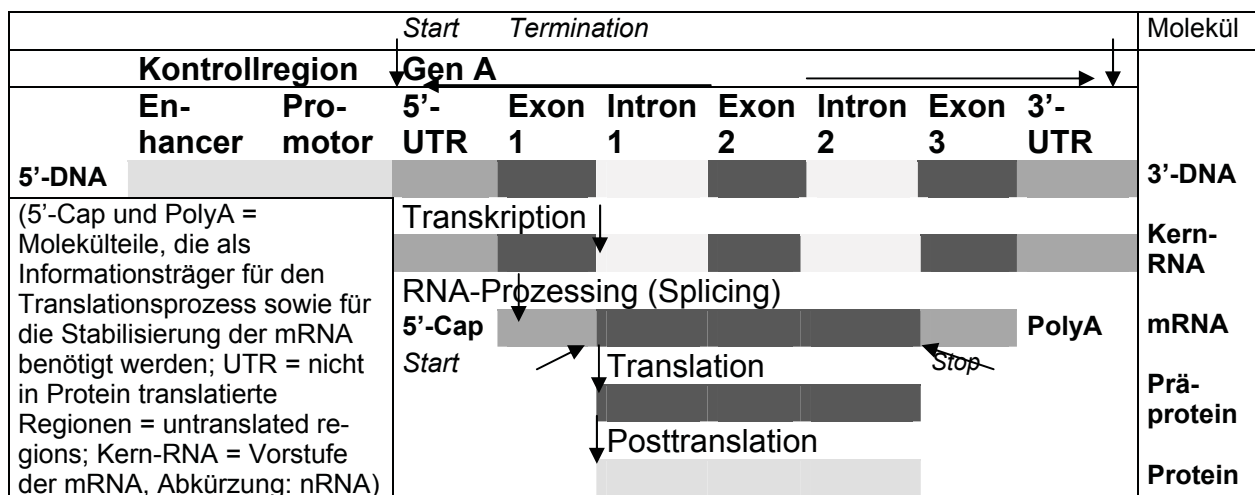 Start Termination Molekül
Kontrollregion Gen A
En- Pro- 5’- Exon Intron Exon Intron Exon 3’-
hancer motor UTR 1 1 2 2 3 UTR
5’-DNA 3’-DNA
(5’-Cap und PolyA =
Molekülteile, die als
Informationsträger für den
Translationsprozess sowie für
die Stabilisierung der mRNA
benötigt werden; UTR = nicht
in Protein translatierte
Regionen = untranslated re-
gions; Kern-RNA = Vorstufe
der mRNA, Abkürzung: nRNA)
Transkription
Kern-
RNA
RNA-Prozessing (Splicing)
5’-Cap PolyA mRNA
Start Stop
Translation
Prä-
protein
Posttranslation
Protein